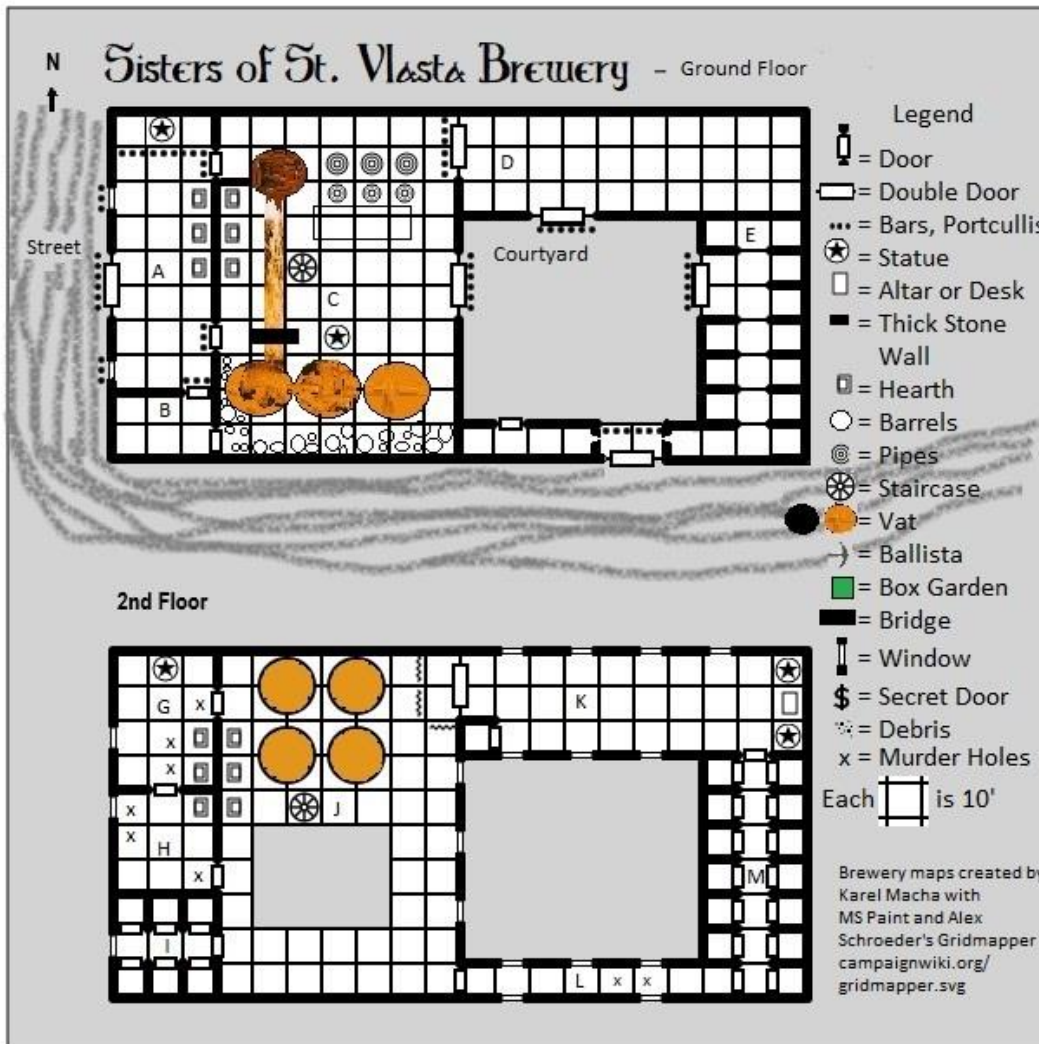 N
Sisters of St. Vlasta Brewery – Ground Floor
Street
A
B
C
D
Courtyard
E
Legend
= Door
= Double Door
= Bars, Portcullis
= Statue
= Altar or Desk
= Thick Stone
Wall
= Hearth
= Barrels
= Pipes
= Staircase
= Vat
= Ballista
= Box Garden
= Bridge
= Window
$ = Secret Door
= Debris
x = Murder Holes
Each is 10'
2nd Floor
G x
x
x
x
x
H
x
I
J
K
L x x
M
Brewery maps created by
Karel Macha with
MS Paint and Alex
Schroeder's Gridmapper
campaignwiki.org/
gridmapper.svg